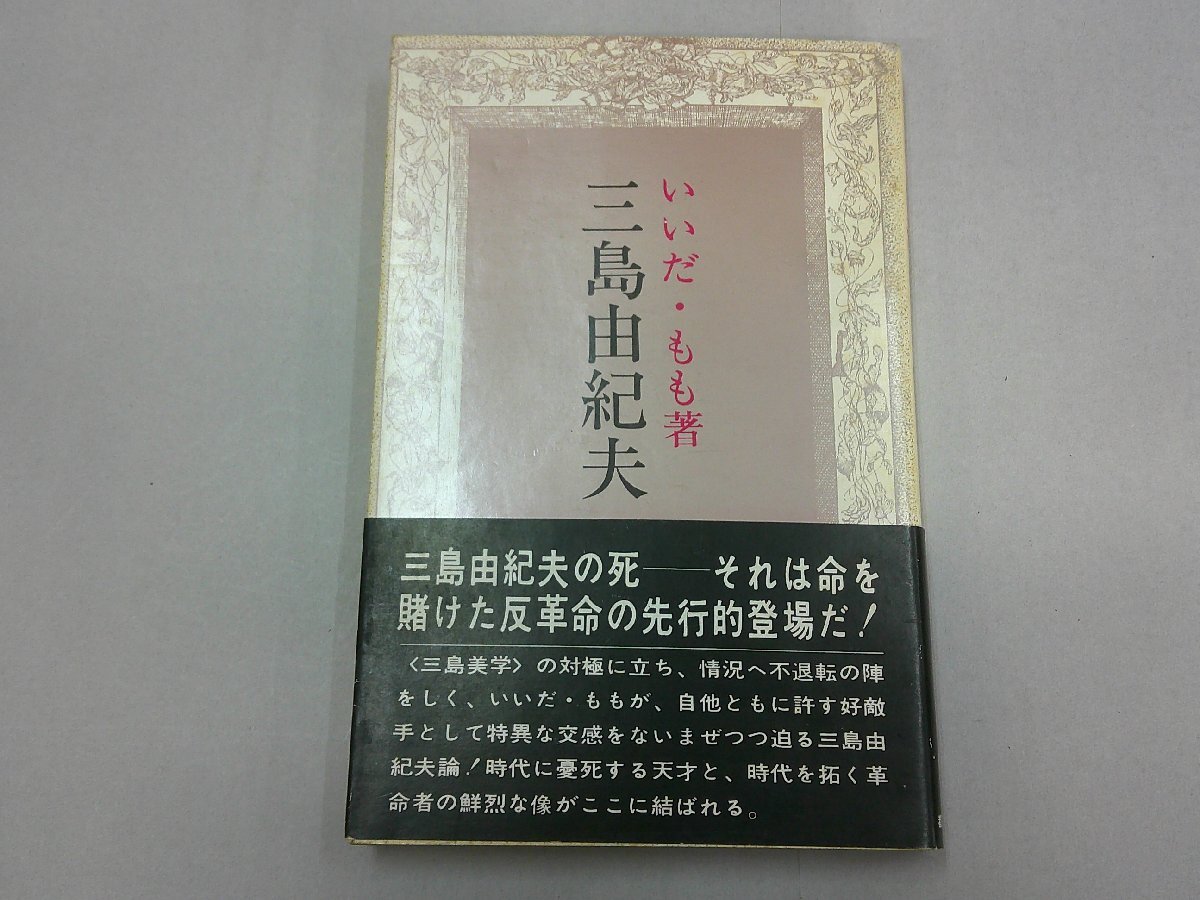 いいだ・もも著
三島由紀夫
三島由紀夫の死――それは命を
賭けた反革命の先行的登場だ！
〈三島美学〉の対極に立ち、情況へ不退転の陣
をしく、いいだ・ももが、自他ともに許す好敵
手として特異な交感をないまぜつつ迫る三島由
紀夫論！時代に憂死する天才と、時代を拓く革
命者の鮮烈な像がここに結ばれる。